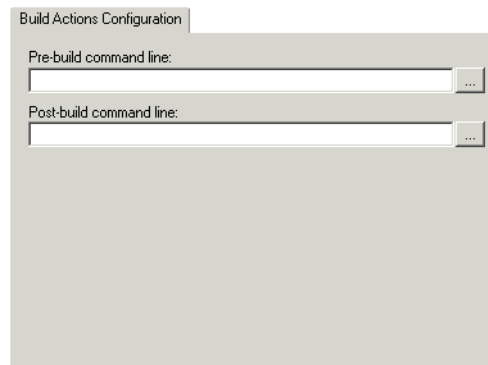 Build Actions Configuration
Pre-build command line:
...
Post-build command line:
...